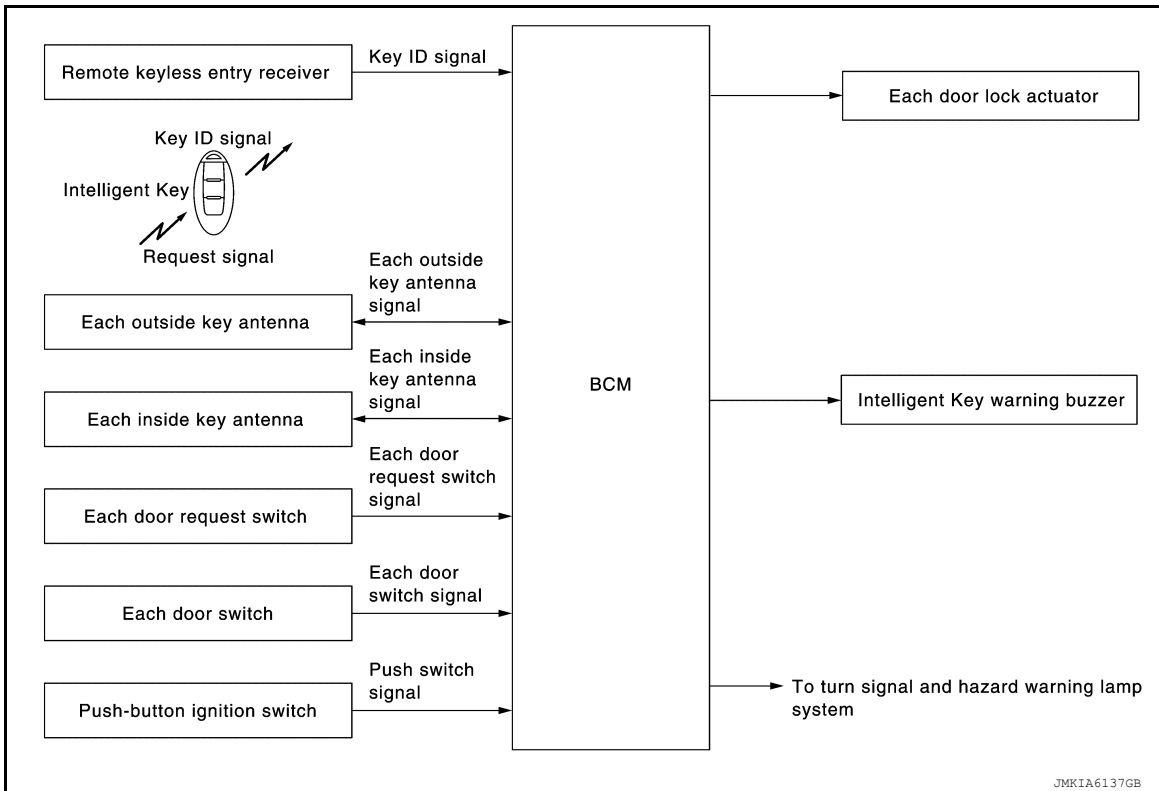 Remote keyless entry receiver
Key ID signal
Key ID signal
Intelligent Key
Request signal
Each outside
key antenna
signal
Each outside key antenna
Each inside
key antenna
signal
Each inside key antenna
Each door
request switch
signal
Each door request switch
Each door
switch signal
Each door switch
Push switch
signal
Push-button ignition switch
BCM
Each door lock actuator
Intelligent Key warning buzzer
To turn signal and hazard warning lamp
system
JMKIA6137GB